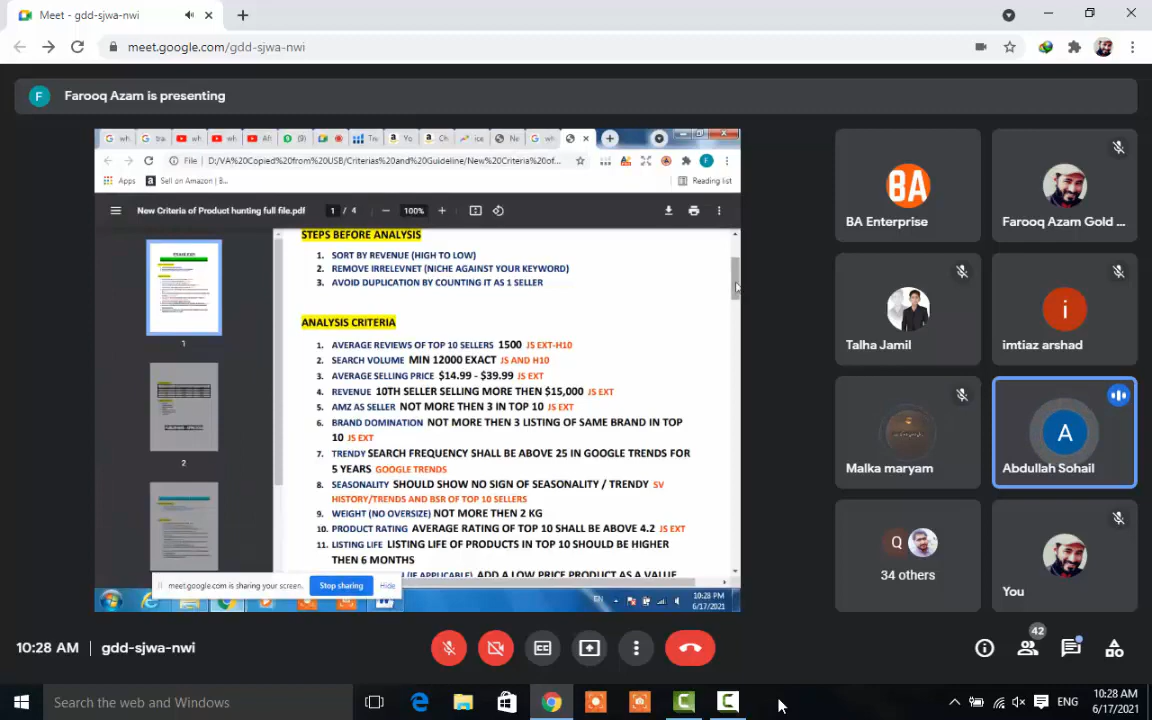 Meet - gdd-sjwa-nwi
meet.google.com/gdd-sjwa-nwi
F Farooq Azam is presenting
File D:/VA%20Copied%20from%20USB/Criterias%20and%20Guideline/New%20Criteria%20of...
Apps Sell on Amazon | B... Reading list
New Criteria of Product hunting full file.pdf 1 / 4 100%
STEPS BEFORE ANALYSIS
1. SORT BY REVENUE (HIGH TO LOW)
2. REMOVE IRRELEVNET (NICHE AGAINST YOUR KEYWORD)
3. AVOID DUPLICATION BY COUNTING IT AS 1 SELLER
ANALYSIS CRITERIA
1. AVERAGE REVIEWS OF TOP 10 SELLERS 1500 JS EXT-H10
2. SEARCH VOLUME MIN 12000 EXACT JS AND H10
3. AVERAGE SELLING PRICE $14.99 - $39.99 JS EXT
4. REVENUE 10TH SELLER SELLING MORE THEN $15,000 JS EXT
5. AMZ AS SELLER NOT MORE THEN 3 IN TOP 10 JS EXT
6. BRAND DOMINATION NOT MORE THEN 3 LISTING OF SAME BRAND IN TOP
10 JS EXT
7. TRENDY SEARCH FREQUENCY SHALL BE ABOVE 25 IN GOOGLE TRENDS FOR
5 YEARS GOOGLE TRENDS
8. SEASONALITY SHOULD SHOW NO SIGN OF SEASONALITY / TRENDY SV
HISTORY/TRENDS AND BSR OF TOP 10 SELLERS
9. WEIGHT (NO OVERSIZE) NOT MORE THEN 2 KG
10. PRODUCT RATING AVERAGE RATING OF TOP 10 SHALL BE ABOVE 4.2 JS EXT
11. LISTING LIFE LISTING LIFE OF PRODUCTS IN TOP 10 SHOULD BE HIGHER
THEN 6 MONTHS
(IF APPLICABLE) ADD A LOW PRICE PRODUCT AS A VALUE
1
2
meet.google.com is sharing your screen. Stop sharing Hide
EN 10:28 PM
6/17/2021
BA
BA Enterprise
Farooq Azam Gold ...
Talha Jamil
i
imtiaz arshad
Malka maryam
A
Abdullah Sohail
Q
34 others
You
10:28 AM | gdd-sjwa-nwi
42
Search the web and Windows
ENG
10:28 AM
6/17/2021